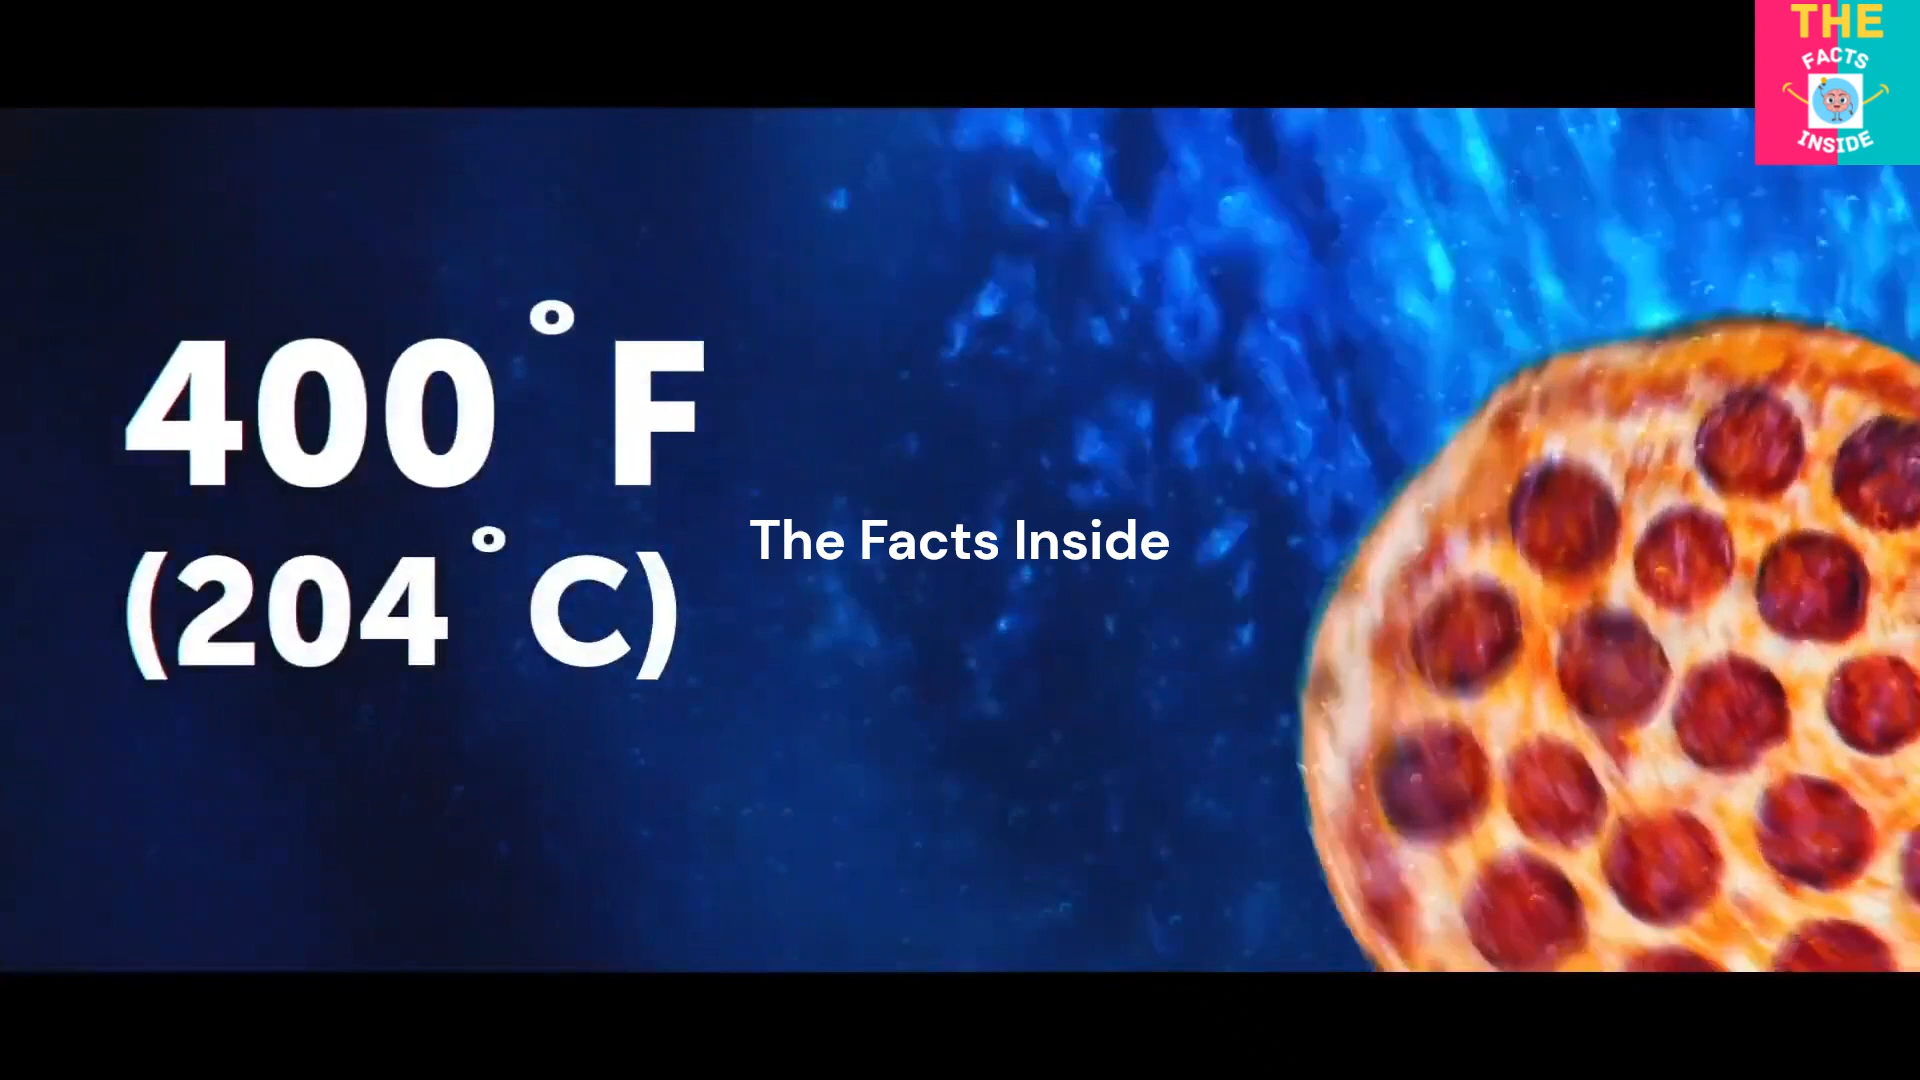 THE
FACTS
INSIDE
400°F
The Facts Inside
(204°C)